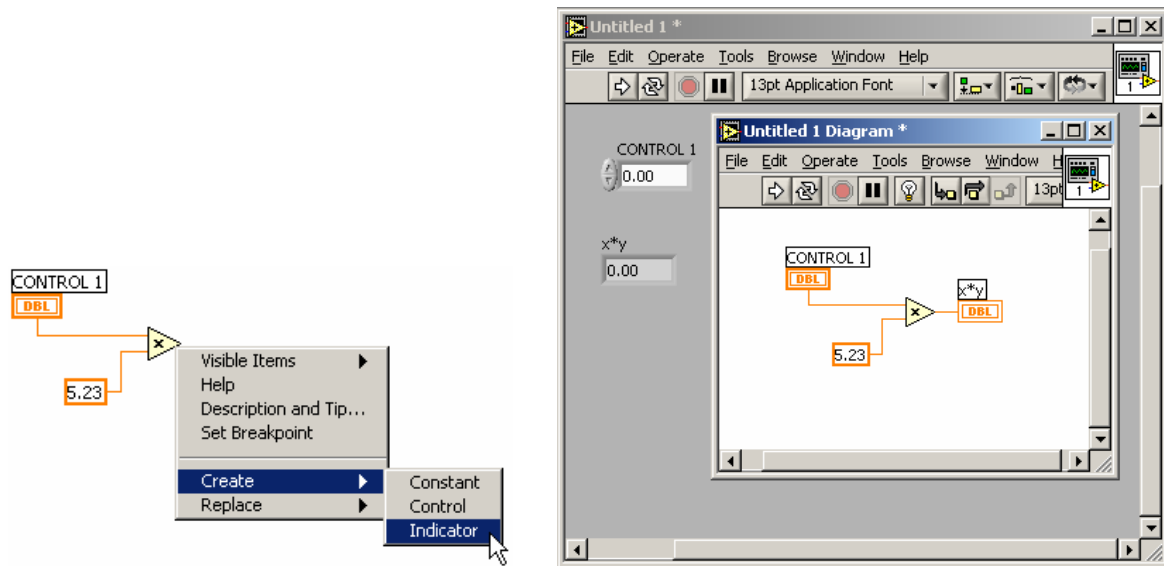 CONTROL 1
DBL
×
5.23
Visible Items
Help
Description and Tip...
Set Breakpoint
Create
Replace
Constant
Control
Indicator
Untitled 1 *
File Edit Operate Tools Browse Window Help
13pt Application Font
1
CONTROL 1
0.00
x*y
0.00
Untitled 1 Diagram *
File Edit Operate Tools Browse Window H
13pt
1
CONTROL 1
DBL
×
x*y
DBL
5.23